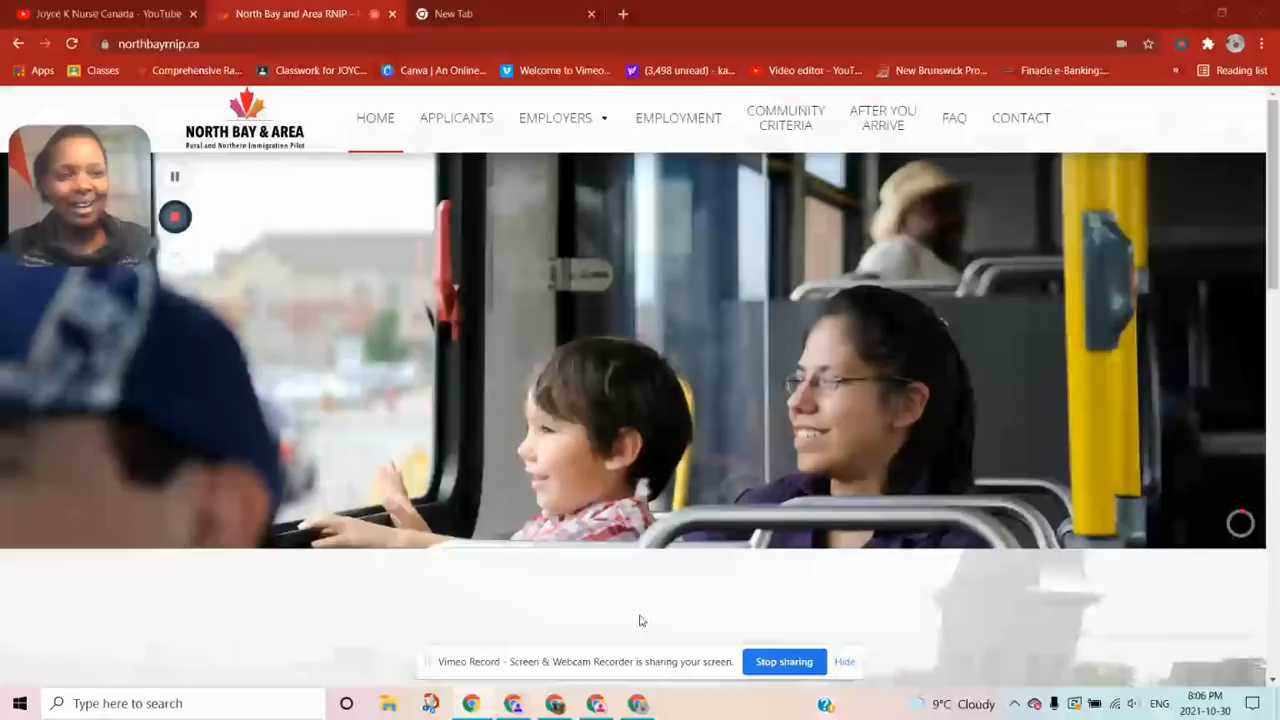 Joyce K Nurse Canada - YouTube
North Bay and Area RNIP -
New Tab
northbayrnip.ca
Apps
Classes
Comprehensive Ra...
Classwork for JOYC...
Canva | An Online...
Welcome to Vimeo...
(3,498 unread) - ka...
Video editor - YouT...
New Brunswick Pro...
Finacle e-Banking:...
»
Reading list
NORTH BAY & AREA
Rural and Northern Immigration Pilot
HOME
APPLICANTS
EMPLOYERS
EMPLOYMENT
COMMUNITY
CRITERIA
AFTER YOU
ARRIVE
FAQ
CONTACT
Vimeo Record - Screen & Webcam Recorder is sharing your screen.
Stop sharing
Hide
Type here to search
9°C Cloudy
ENG
8:06 PM
2021-10-30